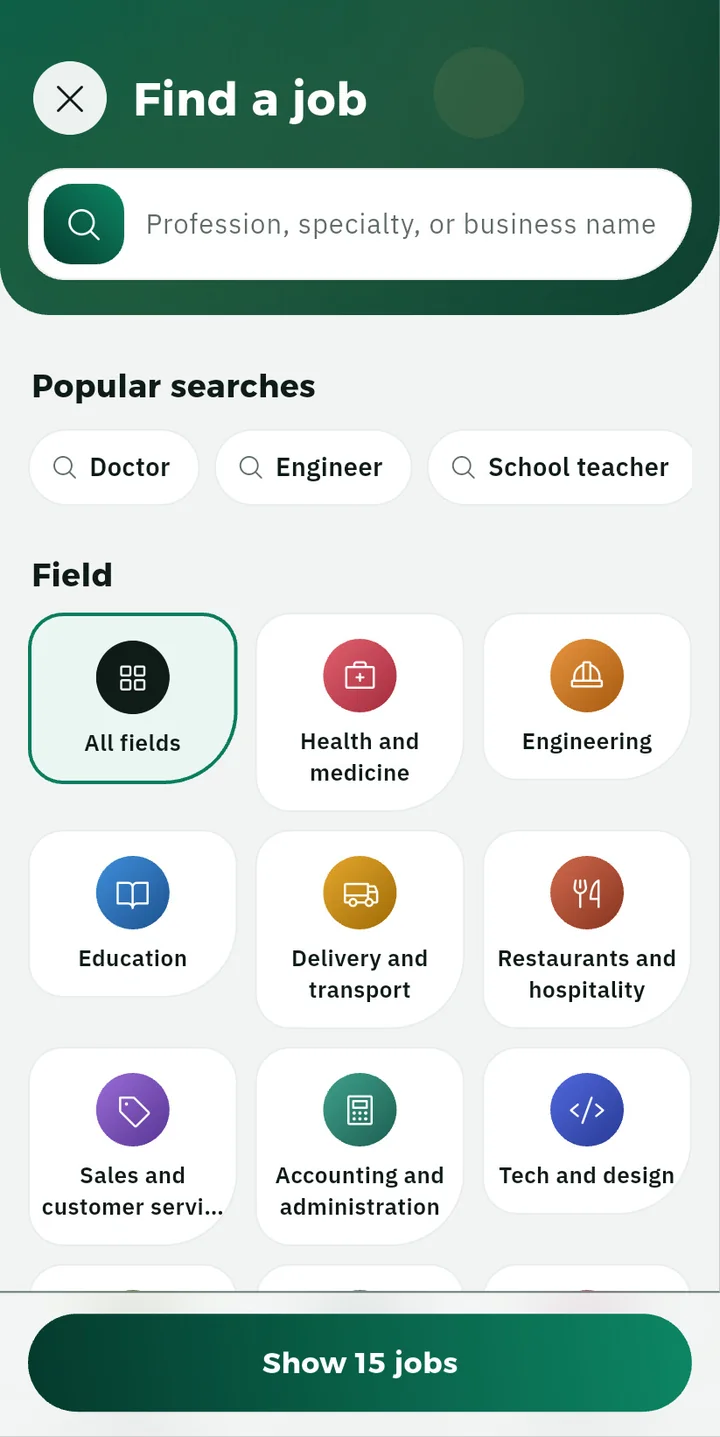 Find a job
Profession, specialty, or business name
Popular searches
Doctor
Engineer
School teacher
Field
All fields
Health and
medicine
Engineering
Education
Delivery and
transport
Restaurants and
hospitality
Sales and
customer servi...
Accounting and
administration
Tech and design
Show 15 jobs